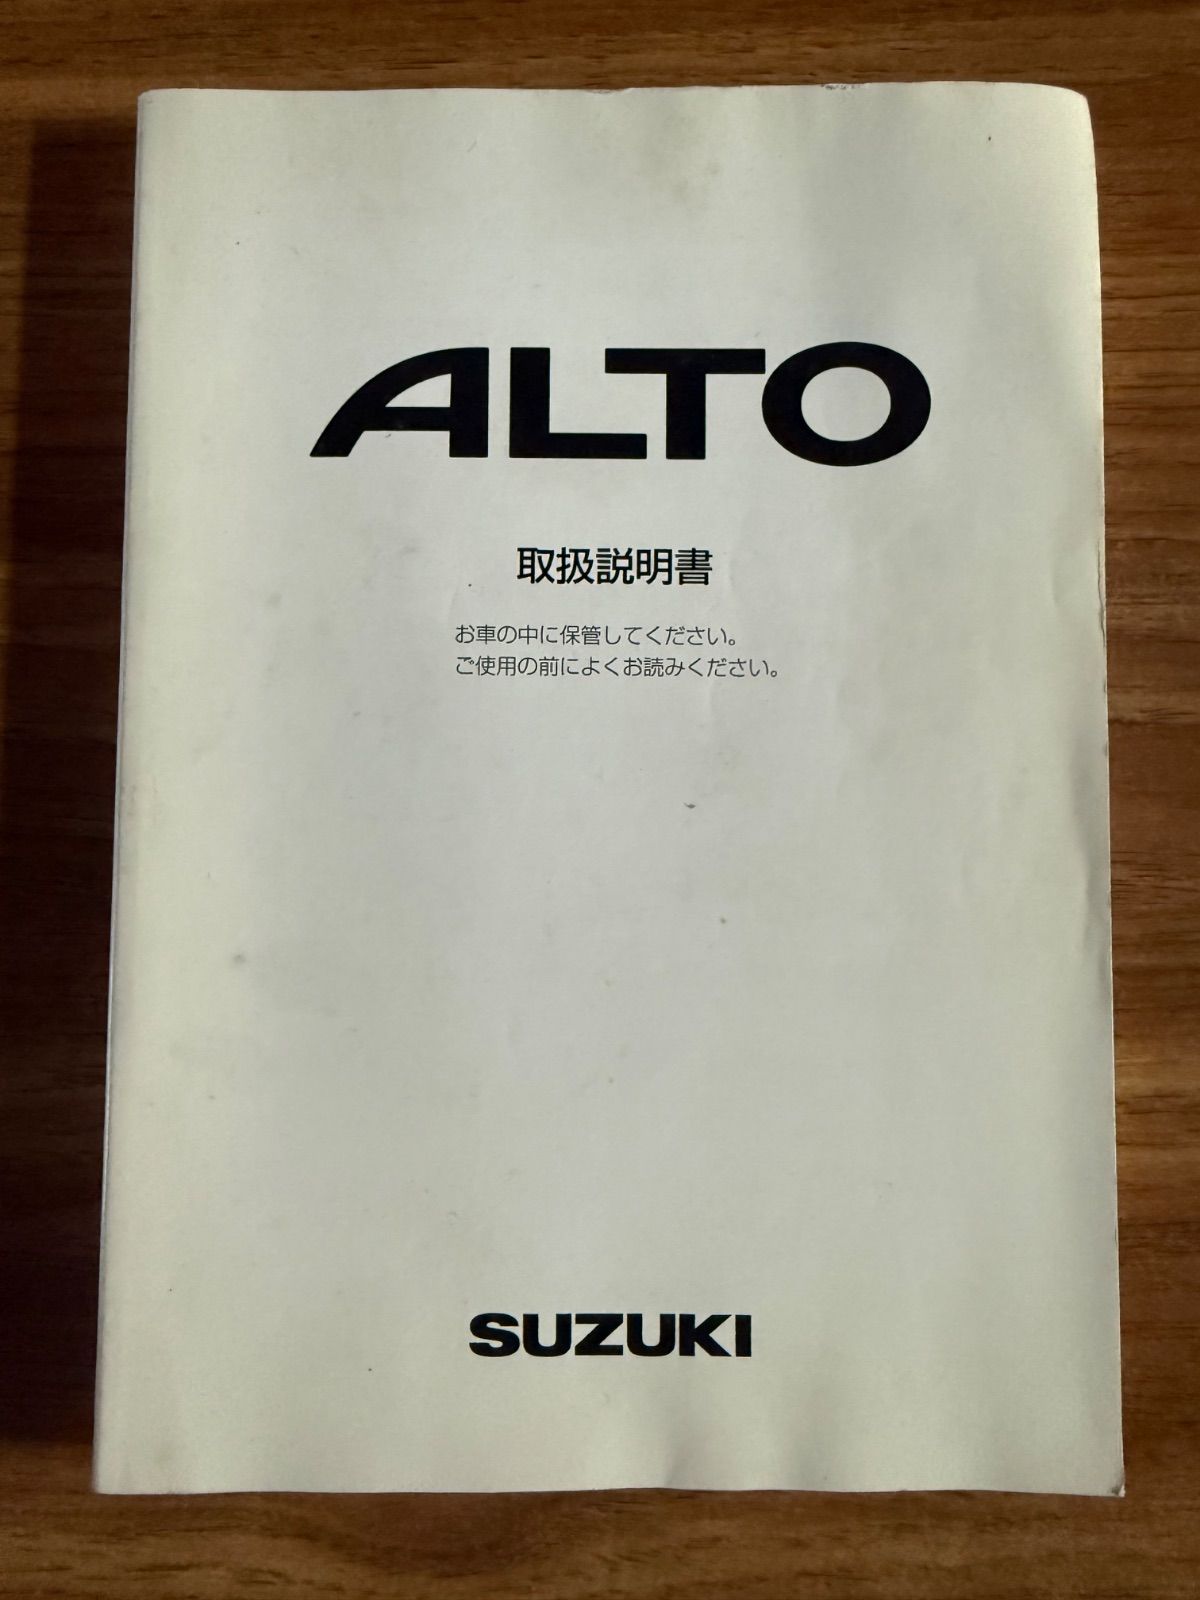 ALTO
取扱説明書
お車の中に保管してください。
ご使用の前によくお読みください。
SUZUKI